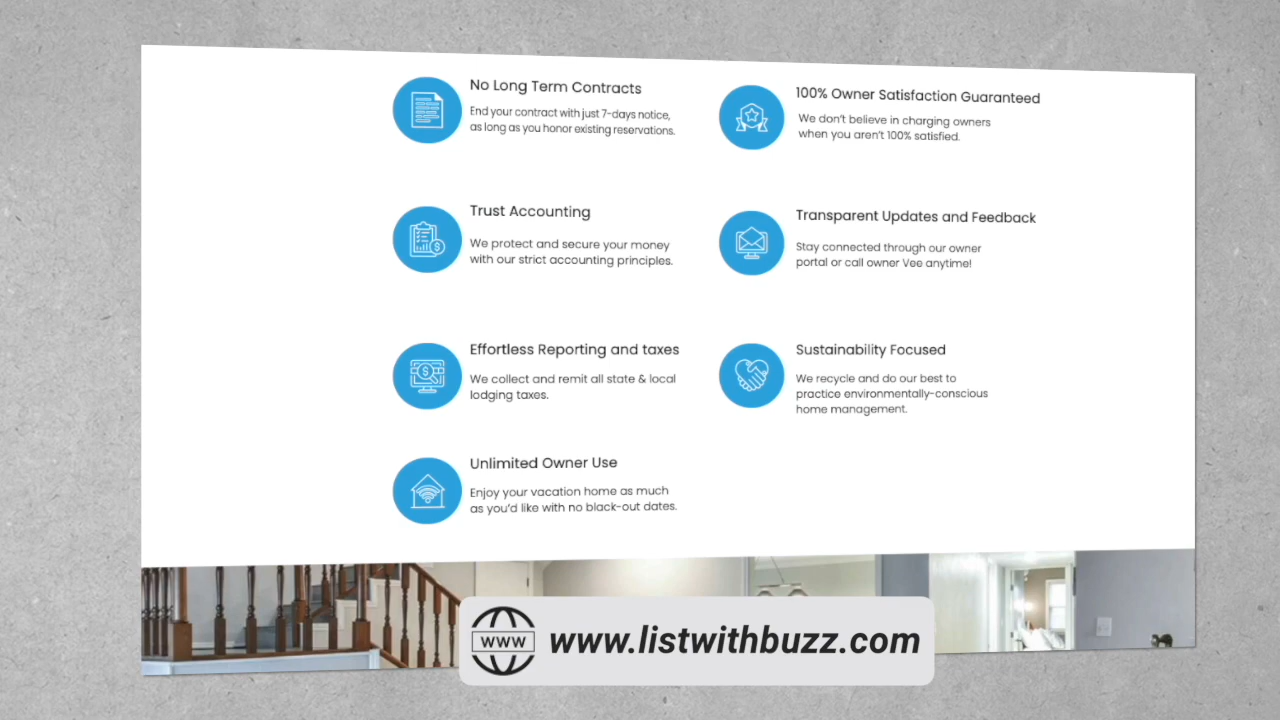 No Long Term Contracts
End your contract with just 7-days notice,
as long as you honor existing reservations.
100% Owner Satisfaction Guaranteed
We don't believe in charging owners
when you aren't 100% satisfied.
Trust Accounting
We protect and secure your money
with our strict accounting principles.
Transparent Updates and Feedback
Stay connected through our owner
portal or call owner Vee anytime!
Effortless Reporting and taxes
We collect and remit all state & local
lodging taxes.
Sustainability Focused
We recycle and do our best to
practice environmentally-conscious
home management.
Unlimited Owner Use
Enjoy your vacation home as much
as you'd like with no black-out dates.
WWW
www.listwithbuzz.com